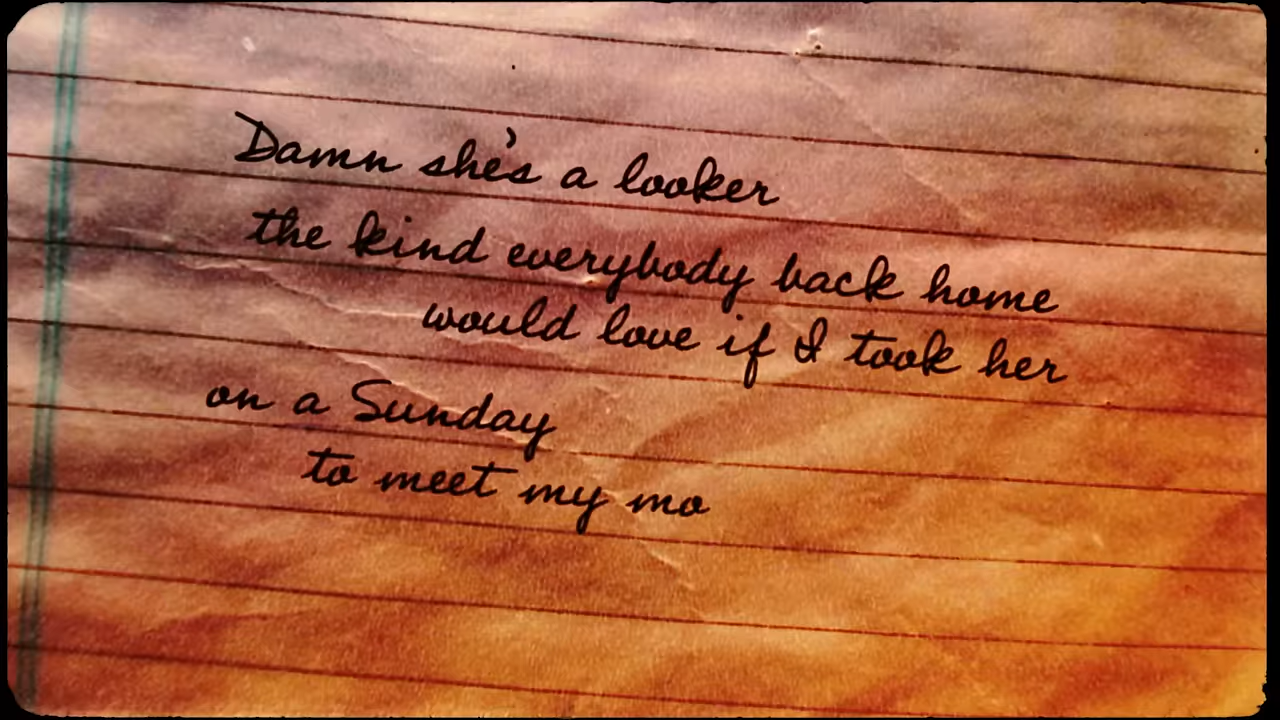 Damn she's a looker
the kind everybody back home
would love if I took her
on a Sunday
to meet my mo